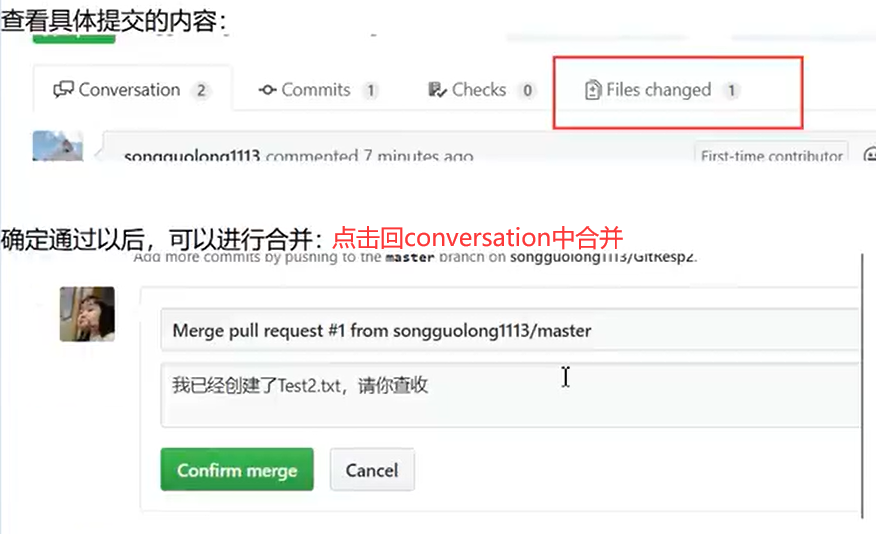 查看具体提交的内容：
Conversation 2 Commits 1 Checks 0 Files changed 1
songguolong1113 commented 7 minutes ago First-time contributor
确定通过以后，可以进行合并：点击回conversation中合并
Add more commits by pushing to the master branch on songguolong1113/GitResp2.
Merge pull request #1 from songguolong1113/master
我已经创建了Test2.txt，请你查收
Confirm merge Cancel